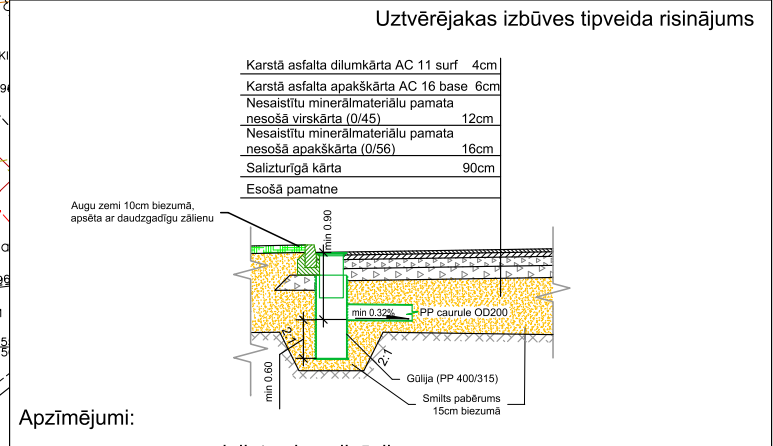 Uztvērējakas izbūves tipveida risinājums
Karstā asfalta dilumkārta AC 11 surf 4cm
Karstā asfalta apakškārta AC 16 base 6cm
Nesaistītu minerālmateriālu pamata
nesošā virskārta (0/45) 12cm
Nesaistītu minerālmateriālu pamata
nesošā apakškārta (0/56) 16cm
Salizturīgā kārta 90cm
Esošā pamatne
Augu zemi 10cm biezumā,
apsēta ar daudzgadīgu zālienu
min 0.90
min 0.32%
PP caurule OD200
2:1
2:1
min 0.60
Gūlija (PP 400/315)
Smilts pabērums
15cm biezumā
Apzīmējumi: